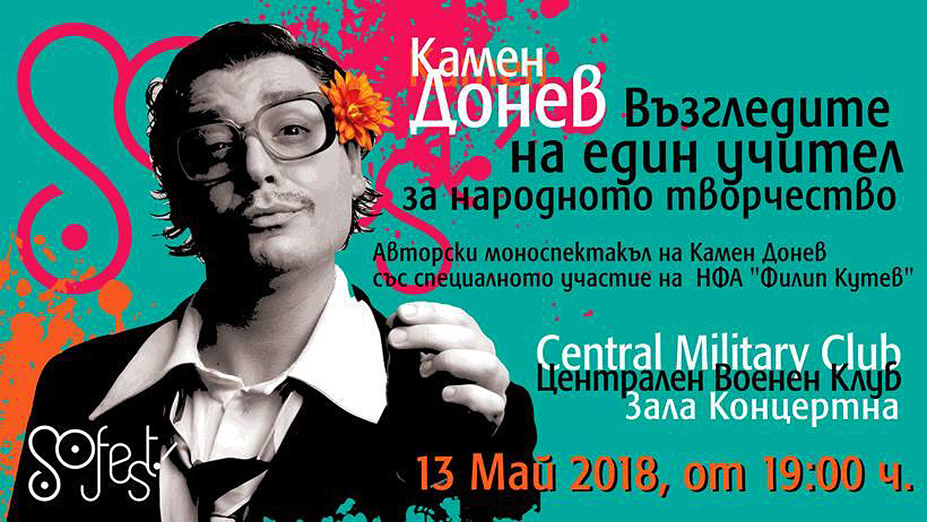 Камен
Донев
Възгледите
на един учител
за народното творчество
Авторски моноспектакъл на Камен Донев
със специалното участие на НФА "Филип Кутев"
Central Military Club
Централен Военен Клуб
Зала Концертна
sofest
13 Май 2018, от 19:00 ч.